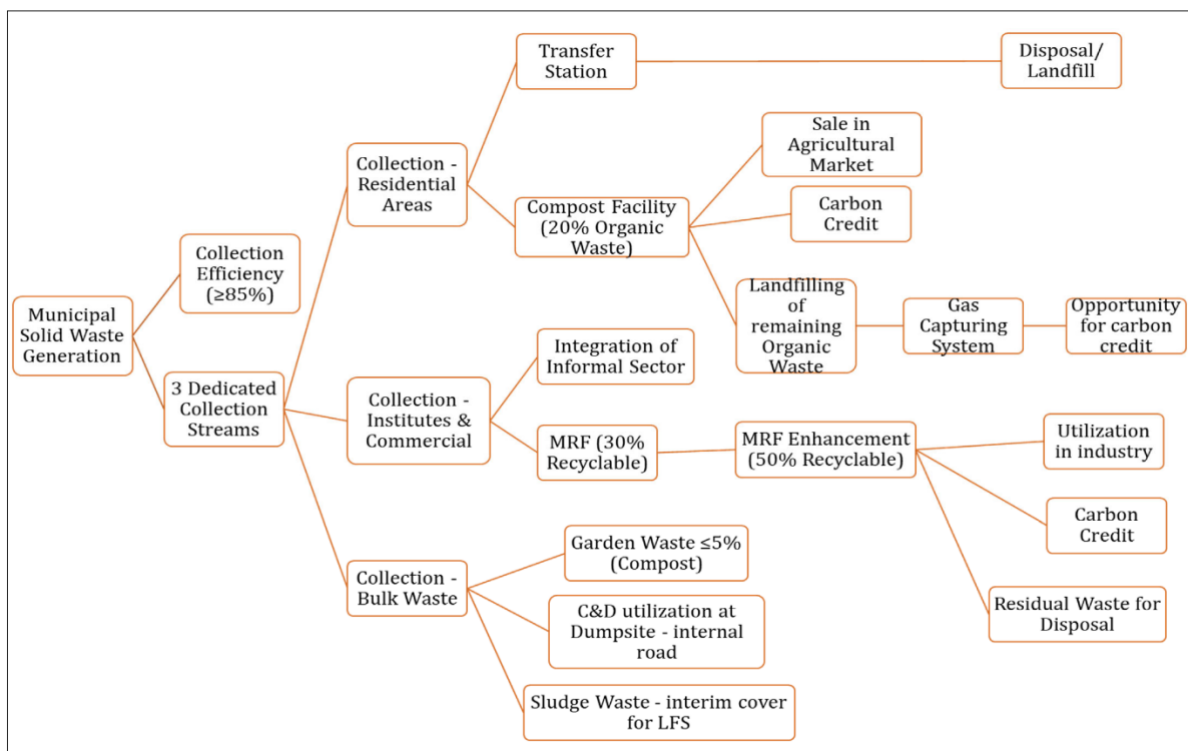 Municipal
Solid Waste
Generation
Collection
Efficiency
(≥85%)
3 Dedicated
Collection
Streams
Collection -
Residential
Areas
Transfer
Station
Disposal/
Landfill
Compost Facility
(20% Organic
Waste)
Sale in
Agricultural
Market
Carbon
Credit
Landfilling of
remaining
Organic
Waste
Gas
Capturing
System
Opportunity
for carbon
credit
Collection -
Institutes &
Commercial
Integration of
Informal Sector
MRF (30%
Recyclable)
MRF Enhancement
(50% Recyclable)
Utilization
in industry
Carbon
Credit
Residual Waste for
Disposal
Collection -
Bulk Waste
Garden Waste ≤5%
(Compost)
C&D utilization at
Dumpsite - internal
road
Sludge Waste - interim cover
for LFS